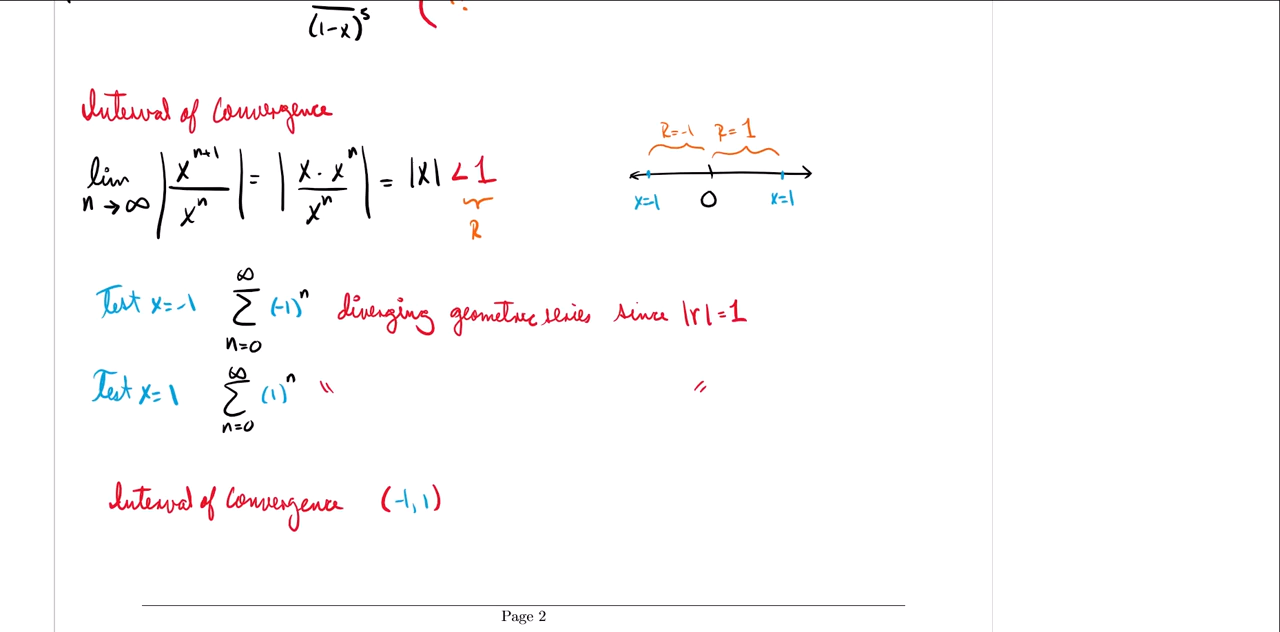 (1-x)^5 (
Interval of Convergence
lim n→∞ |x^(n+1)/x^n| = |x · x^n/x^n| = |x| < 1
R
R=-1 R=1
x=-1 0 x=1
Test x=-1 ∑ n=0 ∞ (-1)^n diverging geometric series since |r|=1
Test x=1 ∑ n=0 ∞ (1)^n " "
Interval of Convergence (-1,1)
Page 2